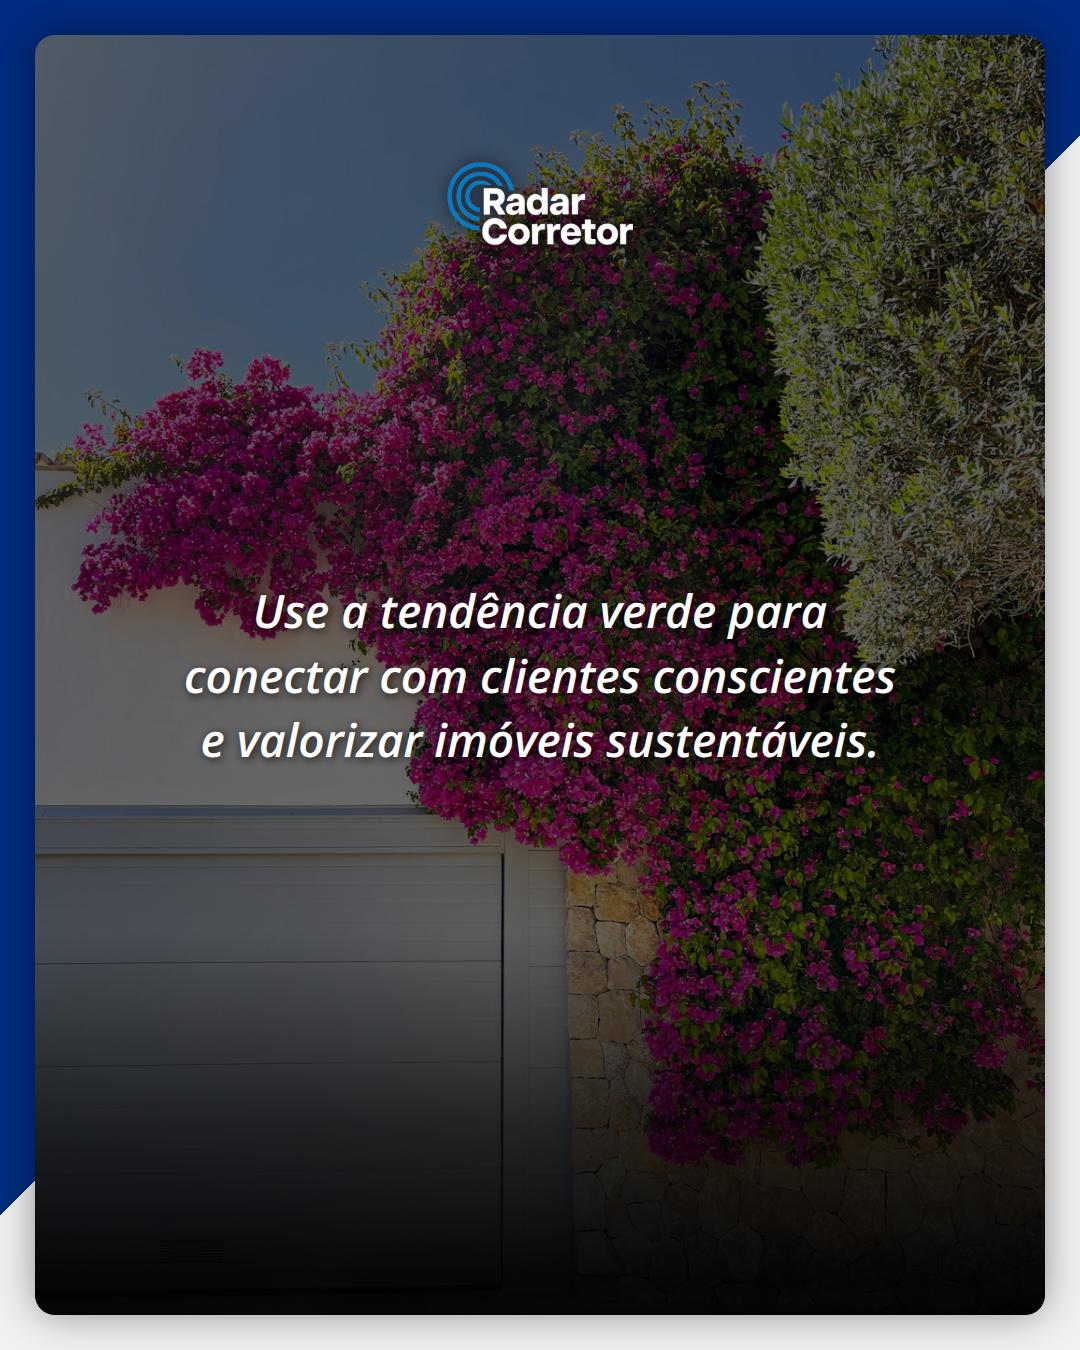 Radar
Corretor
Use a tendência verde para
conectar com clientes conscientes
e valorizar imóveis sustentáveis.